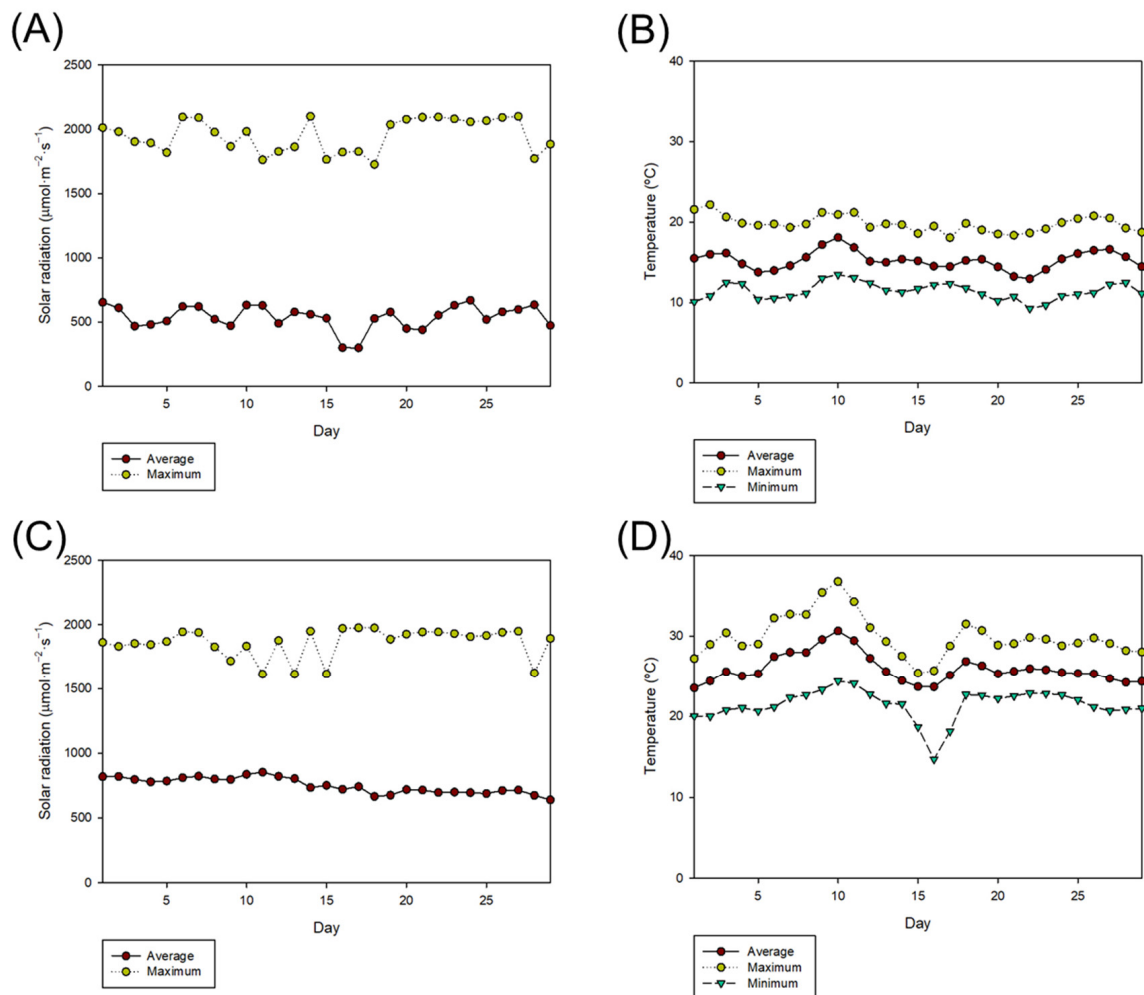 (A)
2500
2000
1500
1000
500
0
Solar radiation (μmol·m⁻²·s⁻¹)
5 10 15 20 25
Day
Average
Maximum
(B)
40
30
20
10
0
Temperature (ºC)
5 10 15 20 25
Day
Average
Maximum
Minimum
(C)
2500
2000
1500
1000
500
0
Solar radiation (μmol·m⁻²·s⁻¹)
5 10 15 20 25
Day
Average
Maximum
(D)
40
30
20
10
0
Temperature (ºC)
5 10 15 20 25
Day
Average
Maximum
Minimum